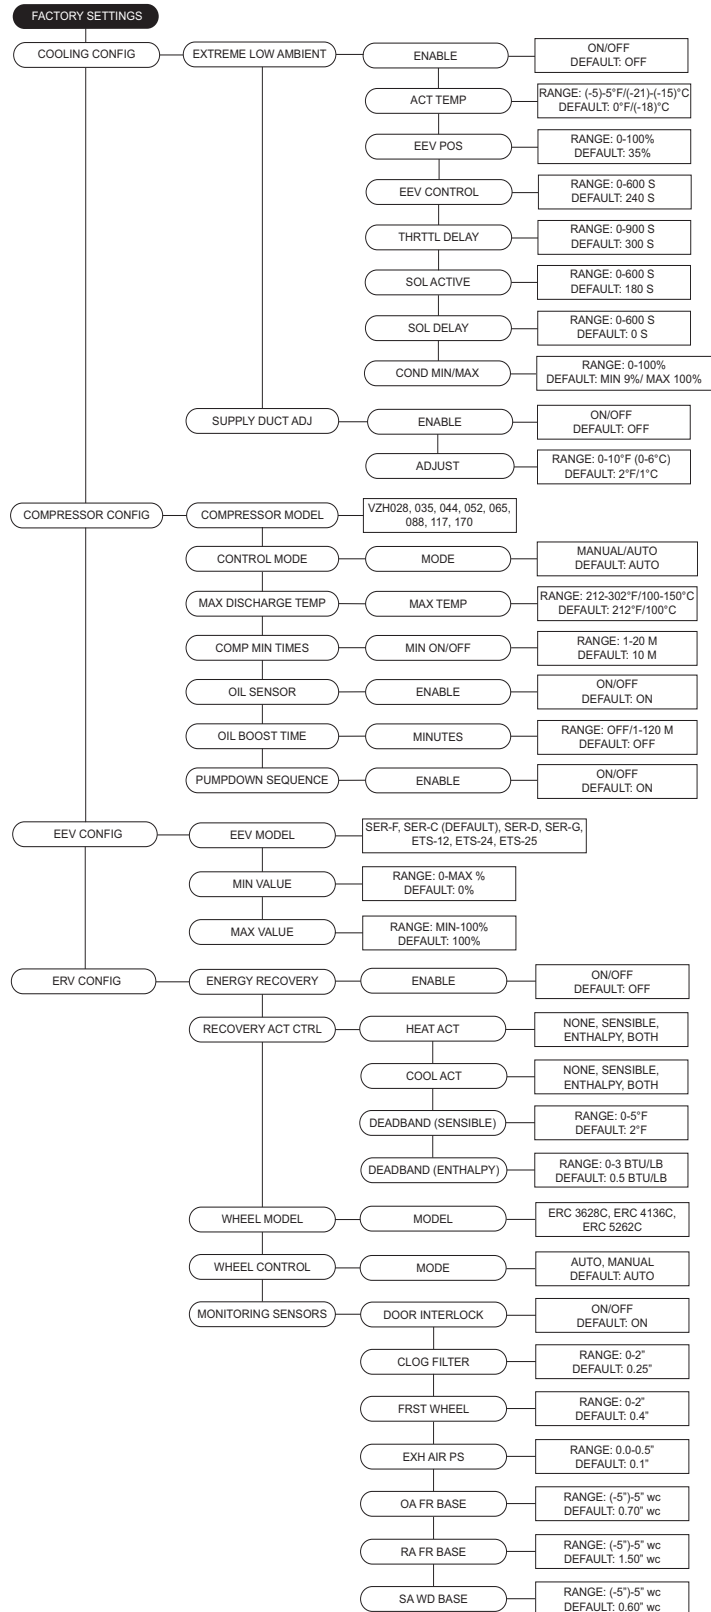 FACTORY SETTINGS
COOLING CONFIG
EXTREME LOW AMBIENT
ENABLE
ON/OFF
DEFAULT: OFF
ACT TEMP
RANGE: (-5)-5°F/(-21)-(-15)°C
DEFAULT: 0°F/(-18)°C
EEV POS
RANGE: 0-100%
DEFAULT: 35%
EEV CONTROL
RANGE: 0-600 S
DEFAULT: 240 S
THRTTL DELAY
RANGE: 0-900 S
DEFAULT: 300 S
SOL ACTIVE
RANGE: 0-600 S
DEFAULT: 180 S
SOL DELAY
RANGE: 0-600 S
DEFAULT: 0 S
COND MIN/MAX
RANGE: 0-100%
DEFAULT: MIN 9%/ MAX 100%
SUPPLY DUCT ADJ
ENABLE
ON/OFF
DEFAULT: OFF
ADJUST
RANGE: 0-10°F (0-6°C)
DEFAULT: 2°F/1°C
COMPRESSOR CONFIG
COMPRESSOR MODEL
VZH028, 035, 044, 052, 065,
088, 117, 170
CONTROL MODE
MODE
MANUAL/AUTO
DEFAULT: AUTO
MAX DISCHARGE TEMP
MAX TEMP
RANGE: 212-302°F/100-150°C
DEFAULT: 212°F/100°C
COMP MIN TIMES
MIN ON/OFF
RANGE: 1-20 M
DEFAULT: 10 M
OIL SENSOR
ENABLE
ON/OFF
DEFAULT: ON
OIL BOOST TIME
MINUTES
RANGE: OFF/1-120 M
DEFAULT: OFF
PUMPDOWN SEQUENCE
ENABLE
ON/OFF
DEFAULT: ON
EEV CONFIG
EEV MODEL
SER-F, SER-C (DEFAULT), SER-D, SER-G,
ETS-12, ETS-24, ETS-25
MIN VALUE
RANGE: 0-MAX %
DEFAULT: 0%
MAX VALUE
RANGE: MIN-100%
DEFAULT: 100%
ERV CONFIG
ENERGY RECOVERY
ENABLE
ON/OFF
DEFAULT: OFF
RECOVERY ACT CTRL
HEAT ACT
NONE, SENSIBLE,
ENTHALPY, BOTH
COOL ACT
NONE, SENSIBLE,
ENTHALPY, BOTH
DEADBAND (SENSIBLE)
RANGE: 0-5°F
DEFAULT: 2°F
DEADBAND (ENTHALPY)
RANGE: 0-3 BTU/LB
DEFAULT: 0.5 BTU/LB
WHEEL MODEL
MODEL
ERC 3628C, ERC 4136C,
ERC 5262C
WHEEL CONTROL
MODE
AUTO, MANUAL
DEFAULT: AUTO
MONITORING SENSORS
DOOR INTERLOCK
ON/OFF
DEFAULT: ON
CLOG FILTER
RANGE: 0-2"
DEFAULT: 0.25"
FRST WHEEL
RANGE: 0-2"
DEFAULT: 0.4"
EXH AIR PS
RANGE: 0.0-0.5"
DEFAULT: 0.1"
OA FR BASE
RANGE: (-5")-5" wc
DEFAULT: 0.70" wc
RA FR BASE
RANGE: (-5")-5" wc
DEFAULT: 1.50" wc
SA WD BASE
RANGE: (-5")-5" wc
DEFAULT: 0.60" wc